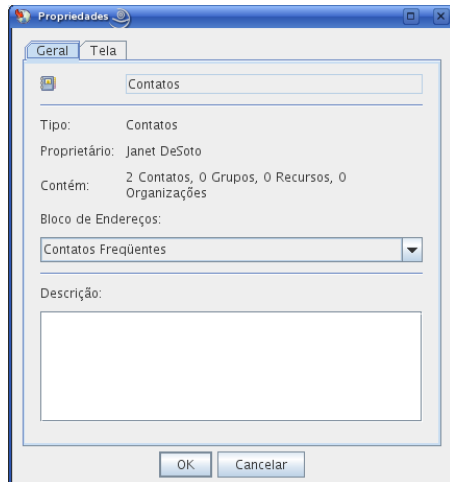 Propriedades
Geral Tela
Contatos
Tipo: Contatos
Proprietário: Janet DeSoto
Contém: 2 Contatos, 0 Grupos, 0 Recursos, 0
Organizações
Bloco de Endereços:
Contatos Freqüentes
Descrição:
OK Cancelar